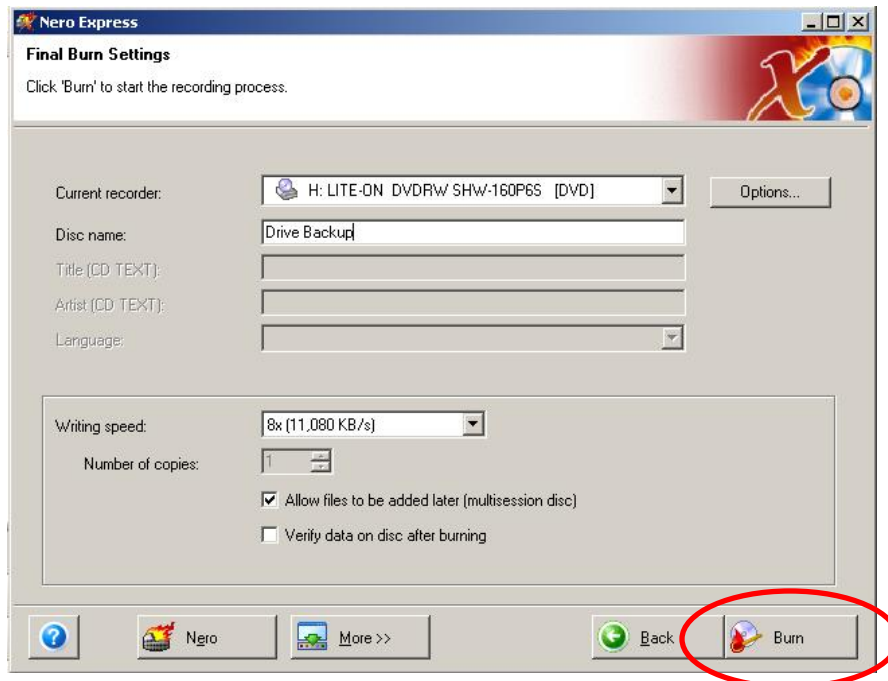 Nero Express
Final Burn Settings
Click 'Burn' to start the recording process.
Current recorder: H: LITE-ON DVDRW SHW-160P6S [DVD] Options...
Disc name: Drive Backup
Title (CD TEXT):
Artist (CD TEXT):
Language:
Writing speed: 8x (11,080 KB/s)
Number of copies: 1
Allow files to be added later (multisession disc)
Verify data on disc after burning
Nero More >> Back Burn